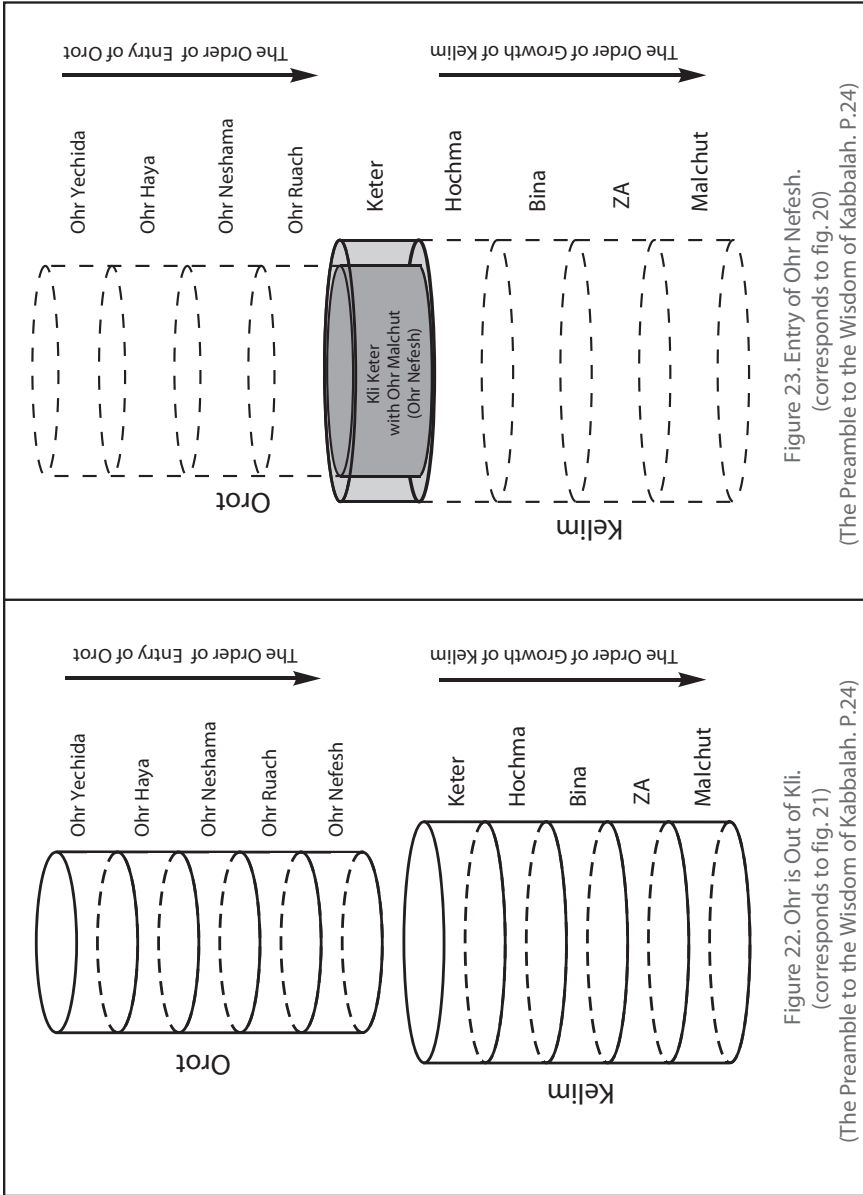 The Order of Entry of Orot
Ohr Yechida
Ohr Haya
Ohr Neshama
Ohr Ruach
Ohr Nefesh
Orot
The Order of Growth of Kelim
Keter
Hochma
Bina
ZA
Malchut
Kelim
Figure 22. Ohr is Out of Kli.
(corresponds to fig. 21)
(The Preamble to the Wisdom of Kabbalah. P.24)
The Order of Entry of Orot
Ohr Yechida
Ohr Haya
Ohr Neshama
Ohr Ruach
Orot
The Order of Growth of Kelim
Keter
Kli Keter
with Ohr Malchut
(Ohr Nefesh)
Hochma
Bina
ZA
Malchut
Kelim
Figure 23. Entry of Ohr Nefesh.
(corresponds to fig. 20)
(The Preamble to the Wisdom of Kabbalah. P.24)